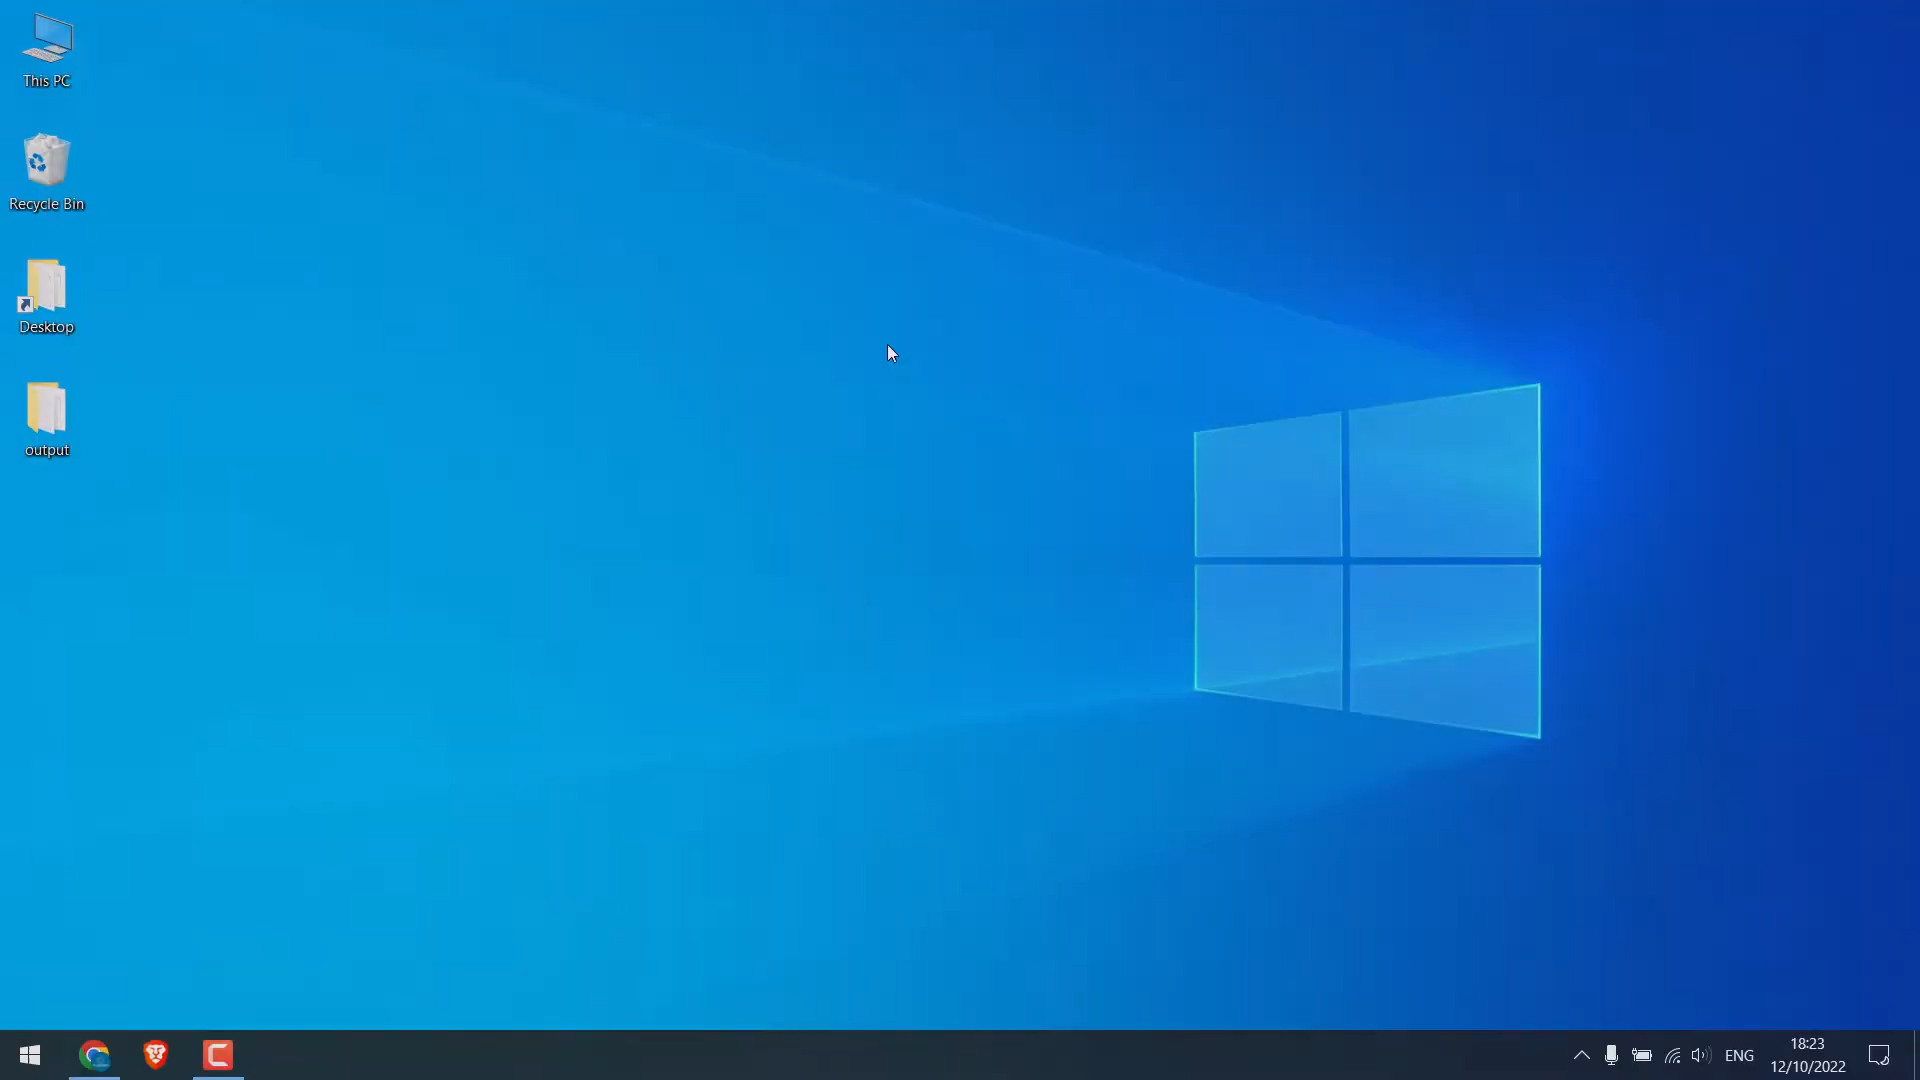 This PC
Recycle Bin
Desktop
output
ENG
18:23
12/10/2022